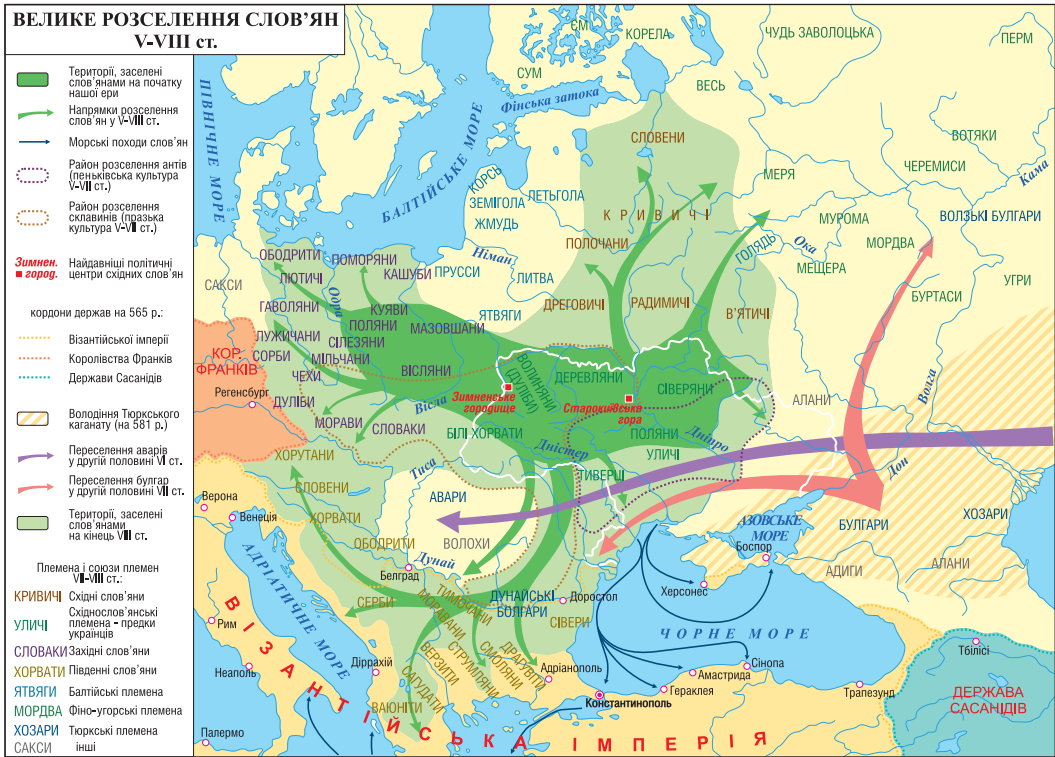 ВЕЛИКЕ РОЗСЕЛЕННЯ СЛОВ'ЯН
V-VIII ст.
Території, заселені
слов'янами на початку
нашої ери
Напрямки розселення
слов'ян у V-VIII ст.
Морські походи слов'ян
Район розселення антів
(пеньківська культура
V-VII ст.)
Район розселення
склавинів (празька
культура V-VII ст.)
Зимнен.
город.
Найдавніші політичні
центри східних слов'ян
кордони держав на 565 р.:
Візантійської імперії
Королівства Франків
Держави Сасанідів
Володіння Тюркського
каганату (на 581 р.)
Переселення аварів
у другій половині VI ст.
Переселення булгар
у другій половині VII ст.
Території, заселені
слов'янами
на кінець VIII ст.
Племена і союзи племен
VII-VIII ст.:
КРИВИЧІ Східні слов'яни
УЛИЧІ Східнослов'янські
племена - предки
українців
СЛОВАКИ Західні слов'яни
ХОРВАТИ Південні слов'яни
ЯТВЯГИ Балтійські племена
МОРДВА Фіно-угорські племена
ХОЗАРИ Тюркські племена
САКСИ інші
ПІВНІЧНЕ МОРЕ
БАЛТІЙСЬКЕ МОРЕ
Фінська затока
ЄМ
КОРЕЛА
СУМ
ЧУДЬ ЗАВОЛОЦЬКА
ПЕРМ
ВЕСЬ
СЛОВЕНИ
ВОТЯКИ
ЧЕРЕМИСИ
Кама
МЕРЯ
КОРСЬ
ЛЕТЬГОЛА
ЗЕМІГОЛА
ЖМУДЬ
КРИВИЧІ
МУРОМА
ВОЛЗЬКІ БУЛГАРИ
ПОЛОЧАНИ
ГОЛЯДЬ
Ока
МОРДВА
МЕЩЕРА
УГРИ
БУРТАСИ
ОБОДРИТИ
ПОМОРЯНИ
КАШУБИ
ПРУССИ
Німан
ЛИТВА
САКСИ
ЛЮТИЧІ
Одра
ГАВОЛЯНИ
КУЯВИ
ПОЛЯНИ
МАЗОВШАНИ
ЯТВЯГИ
ДРЕГОВИЧІ
РАДИМИЧІ
В'ЯТИЧІ
ЛУЖИЧАНИ
СІЛЕЗЯНИ
КОР.
ФРАНКІВ
СОРБИ
МІЛЬЧАНИ
ЧЕХИ
ВІСЛЯНИ
ВОЛИНЯНИ
(ДУЛІБИ)
ДЕРЕВЛЯНИ
СІВЕРЯНИ
Регенсбург
ДУЛІБИ
Вісла
Зимненське
городище
Старокиївська
гора
АЛАНИ
Волга
МОРАВИ
СЛОВАКИ
БІЛІ ХОРВАТИ
ПОЛЯНИ
УЛИЧІ
Дніпро
Дністер
ХОРУТАНИ
Тиса
ТИВЕРЦІ
Дон
СЛОВЕНИ
АВАРИ
Верона
Венеція
ХОРВАТИ
ОБОДРИТИ
ВОЛОХИ
Дунай
АЗОВСЬКЕ
МОРЕ
БУЛГАРИ
ХОЗАРИ
Боспор
АДРІАТИЧНЕ МОРЕ
Белград
АЛАНИ
АДИГИ
Херсонес
СЕРБИ
ТИМОЧАНИ
МОРАВАНИ
ДУНАЙСЬКІ
БОЛГАРИ
Доростол
СІВЕРИ
Рим
Неаполь
Діррахій
ВЕРЗИТИ
САГУДАТИ
СТРУМЛЯНИ
СМОЛЯНИ
ДРАГУВІТИ
ВАЮНІТИ
Адріанополь
ЧОРНЕ МОРЕ
Сінопа
Амастрида
Гераклея
Константинополь
Трапезунд
Тбілісі
ДЕРЖАВА
САСАНІДІВ
Палермо
ВІЗАНТІЙСЬКА ІМПЕРІЯ